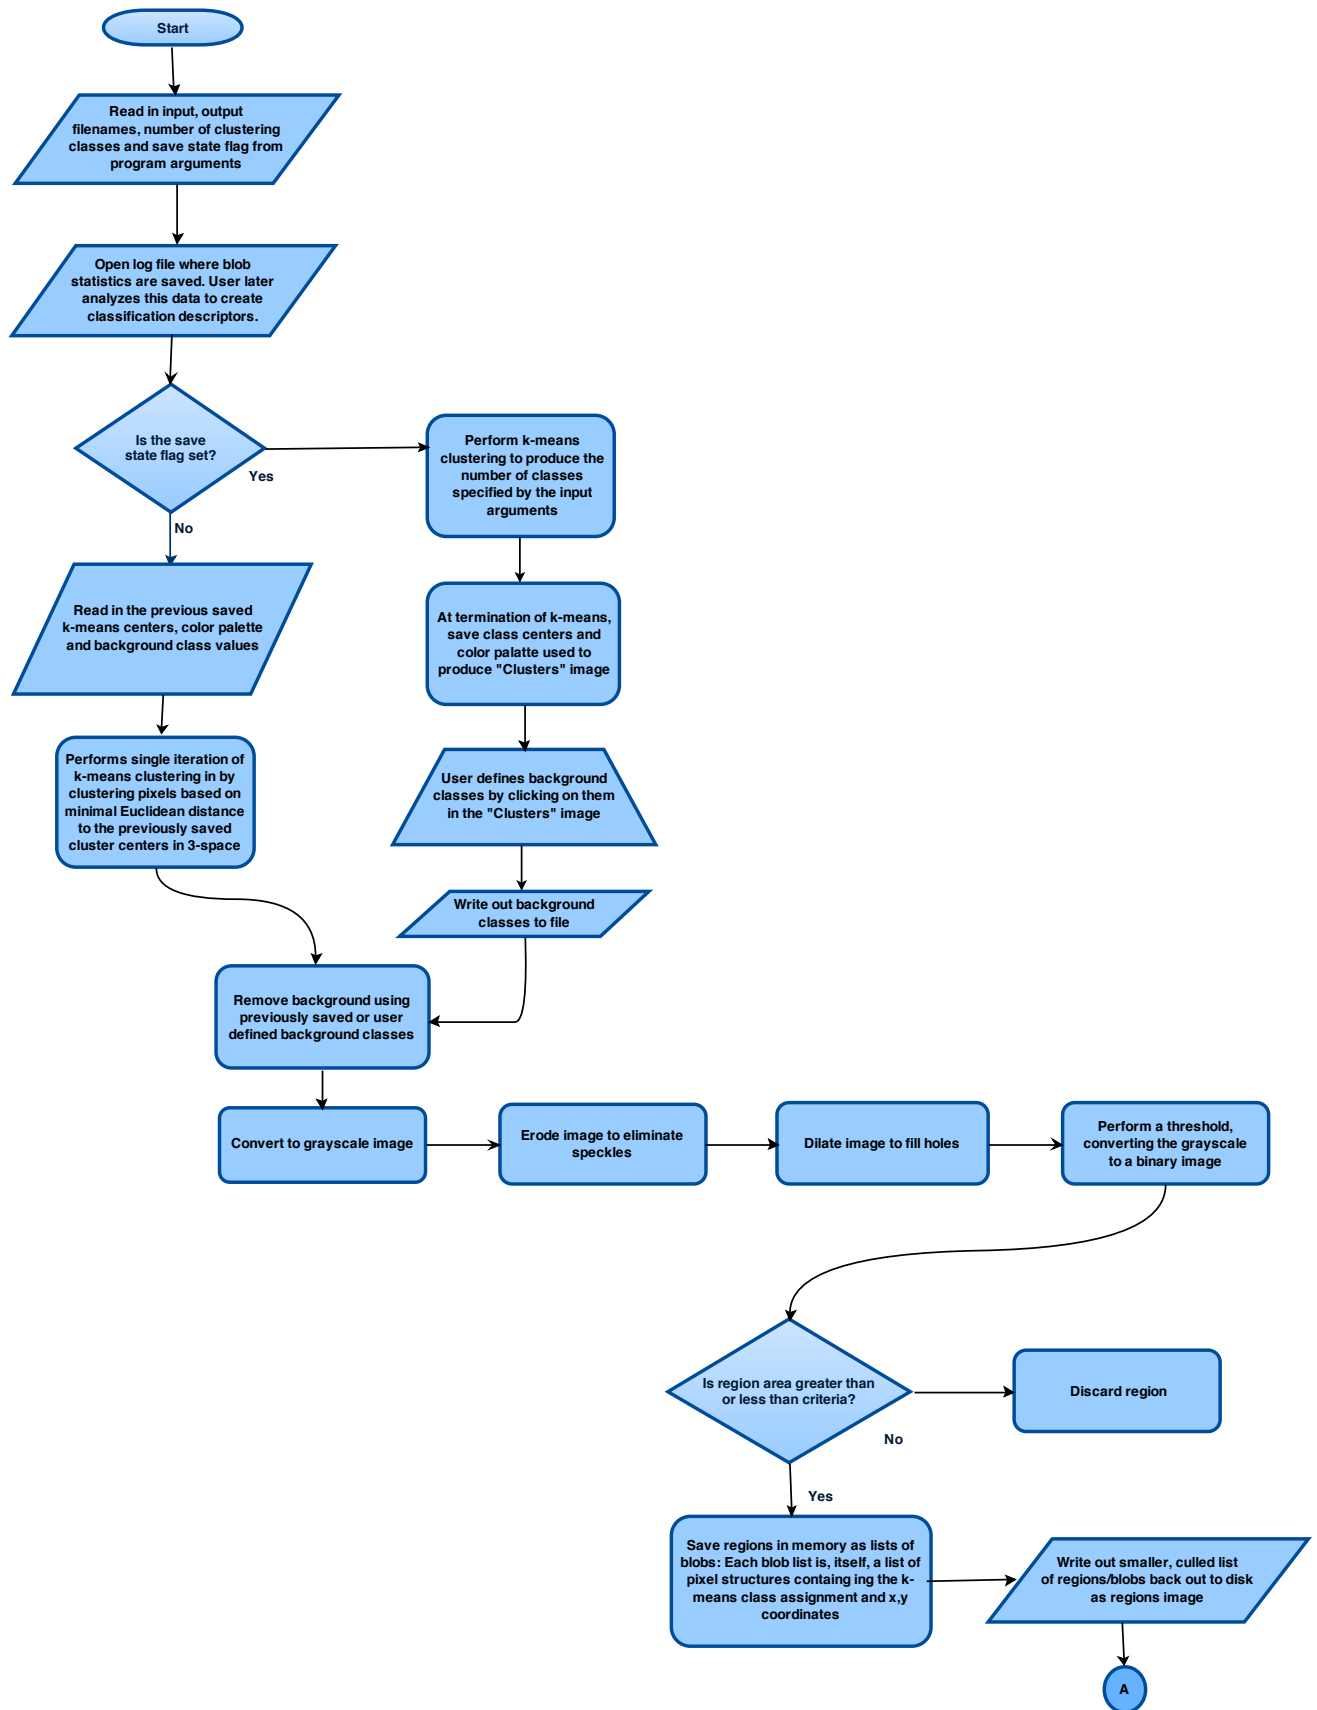 Start
Read in input, output
filenames, number of clustering
classes and save state flag from
program arguments
Open log file where blob
statistics are saved. User later
analyzes this data to create
classification descriptors.
Is the save
state flag set?
Yes
No
Perform k-means
clustering to produce the
number of classes
specified by the input
arguments
Read in the previous saved
k-means centers, color palette
and background class values
At termination of k-means,
save class centers and
color palatte used to
produce "Clusters" image
Performs single iteration of
k-means clustering in by
clustering pixels based on
minimal Euclidean distance
to the previously saved
cluster centers in 3-space
User defines background
classes by clicking on them
in the "Clusters" image
Write out background
classes to file
Remove background using
previously saved or user
defined background classes
Convert to grayscale image
Erode image to eliminate
speckles
Dilate image to fill holes
Perform a threshold,
converting the grayscale
to a binary image
Is region area greater than
or less than criteria?
No
Discard region
Yes
Save regions in memory as lists of
blobs: Each blob list is, itself, a list of
pixel structures containg ing the k-
means class assignment and x,y
coordinates
Write out smaller, culled list
of regions/blobs back out to disk
as regions image
A